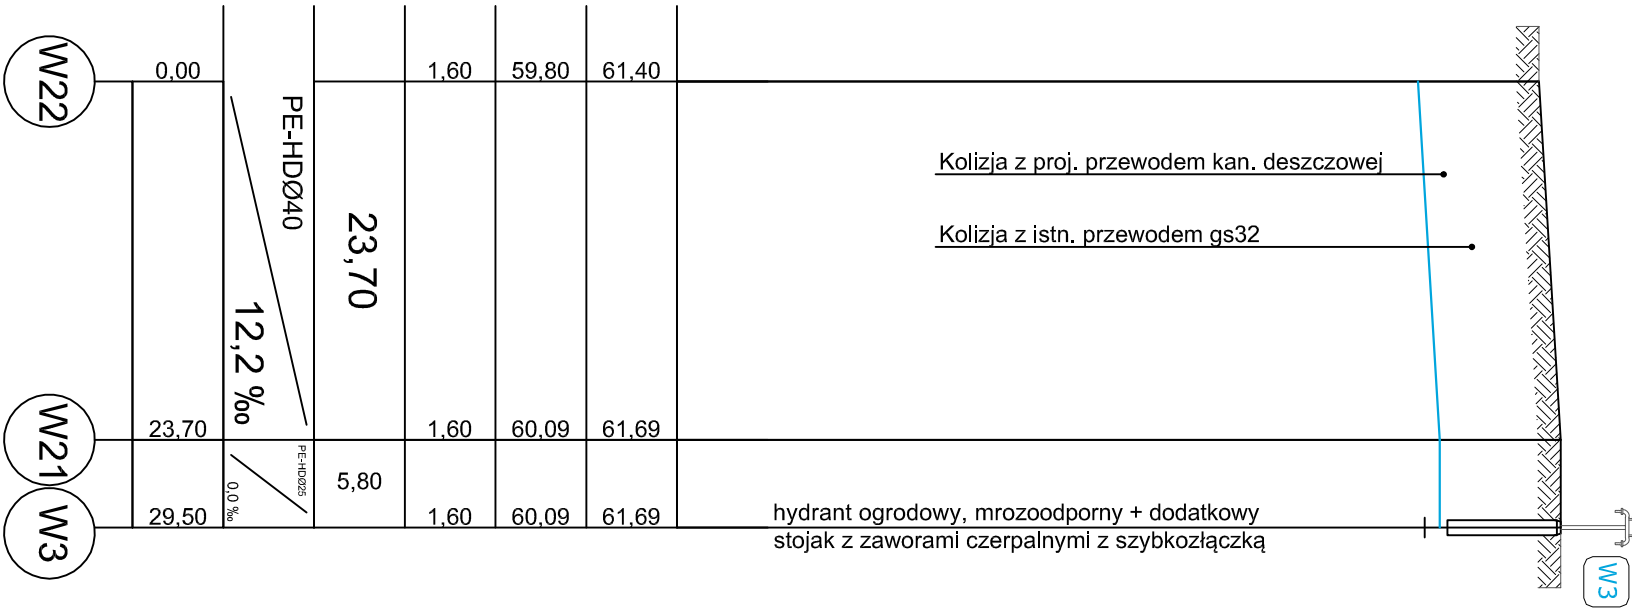 W22
0,00
1,60
59,80
61,40
PE-HDØ40
12,2 ‰
23,70
Kolizja z proj. przewodem kan. deszczowej
Kolizja z istn. przewodem gs32
W21
23,70
1,60
60,09
61,69
PE-HDØ25
0,0 ‰
5,80
W3
29,50
1,60
60,09
61,69
hydrant ogrodowy, mrozoodporny + dodatkowy
stojak z zaworami czerpalnymi z szybkozłączką
W3